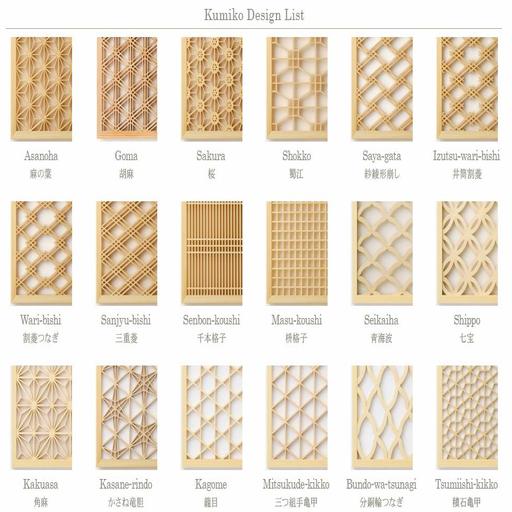 Kumiko Design List
Asanoha
麻の葉
Goma
胡麻
Sakura
桜
Shokko
蜀江
Saya-gata
紗綾形崩し
Izutsu-wari-bishi
井筒割菱
Wari-bishi
割菱つなぎ
Sanjyu-bishi
三重菱
Senbon-koushi
千本格子
Masu-koushi
桝格子
Seikaiha
青海波
Shippo
七宝
Kakuasa
角麻
Kasane-rindo
かさね竜胆
Kagome
籠目
Mitsukude-kikko
三つ組手亀甲
Bundo-wa-tsunagi
分銅輪つなぎ
Tsumiishi-kikko
積石亀甲